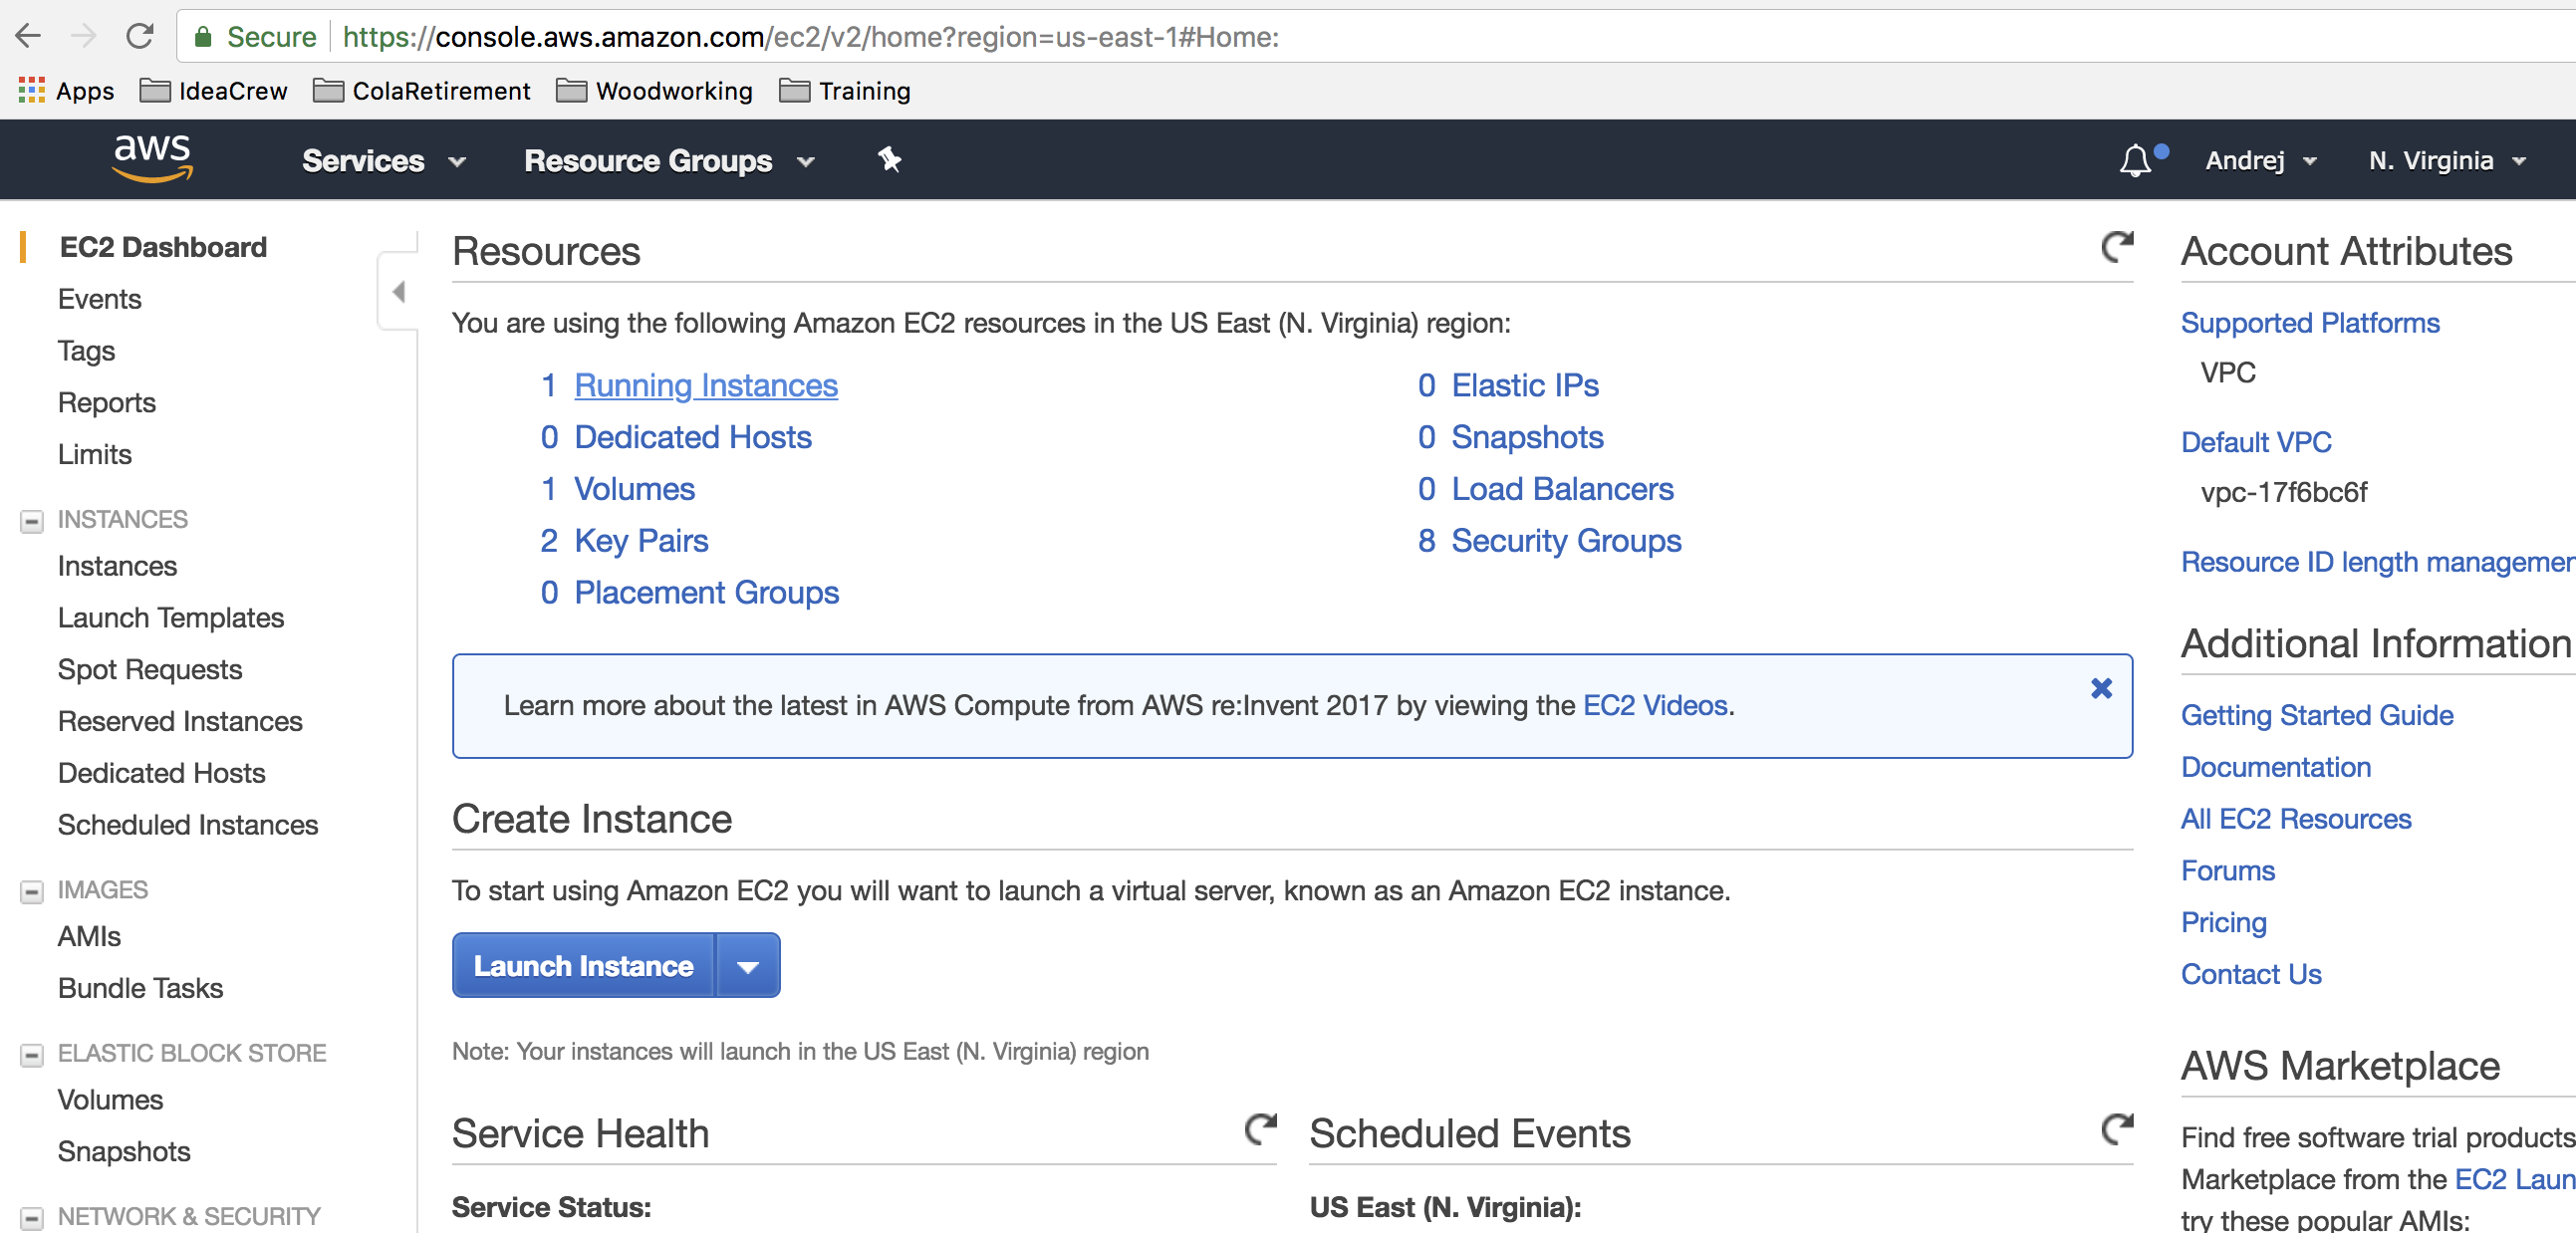 Secure https://console.aws.amazon.com/ec2/v2/home?region=us-east-1#Home:
Apps IdeaCrew ColaRetirement Woodworking Training
aws Services Resource Groups Andrej N. Virginia
EC2 Dashboard
Events
Tags
Reports
Limits
INSTANCES
Instances
Launch Templates
Spot Requests
Reserved Instances
Dedicated Hosts
Scheduled Instances
IMAGES
AMIs
Bundle Tasks
ELASTIC BLOCK STORE
Volumes
Snapshots
NETWORK & SECURITY
Resources
You are using the following Amazon EC2 resources in the US East (N. Virginia) region:
1 Running Instances
0 Dedicated Hosts
1 Volumes
2 Key Pairs
0 Placement Groups
0 Elastic IPs
0 Snapshots
0 Load Balancers
8 Security Groups
Learn more about the latest in AWS Compute from AWS re:Invent 2017 by viewing the EC2 Videos.
Create Instance
To start using Amazon EC2 you will want to launch a virtual server, known as an Amazon EC2 instance.
Launch Instance
Note: Your instances will launch in the US East (N. Virginia) region
Service Health
Service Status:
Scheduled Events
US East (N. Virginia):
Account Attributes
Supported Platforms
VPC
Default VPC
vpc-17f6bc6f
Resource ID length managemen
Additional Information
Getting Started Guide
Documentation
All EC2 Resources
Forums
Pricing
Contact Us
AWS Marketplace
Find free software trial products
Marketplace from the EC2 Laun
try these popular AMIs: